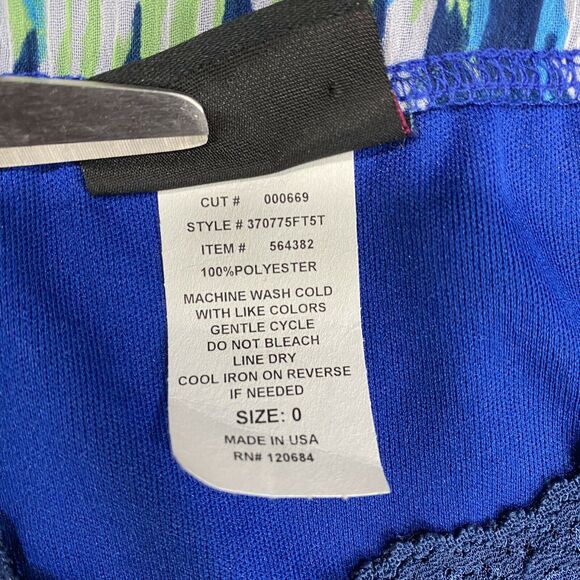 CUT # 000669
STYLE # 370775FT5T
ITEM # 564382
100%POLYESTER
MACHINE WASH COLD
WITH LIKE COLORS
GENTLE CYCLE
DO NOT BLEACH
LINE DRY
COOL IRON ON REVERSE
IF NEEDED
SIZE: 0
MADE IN USA
RN# 120684